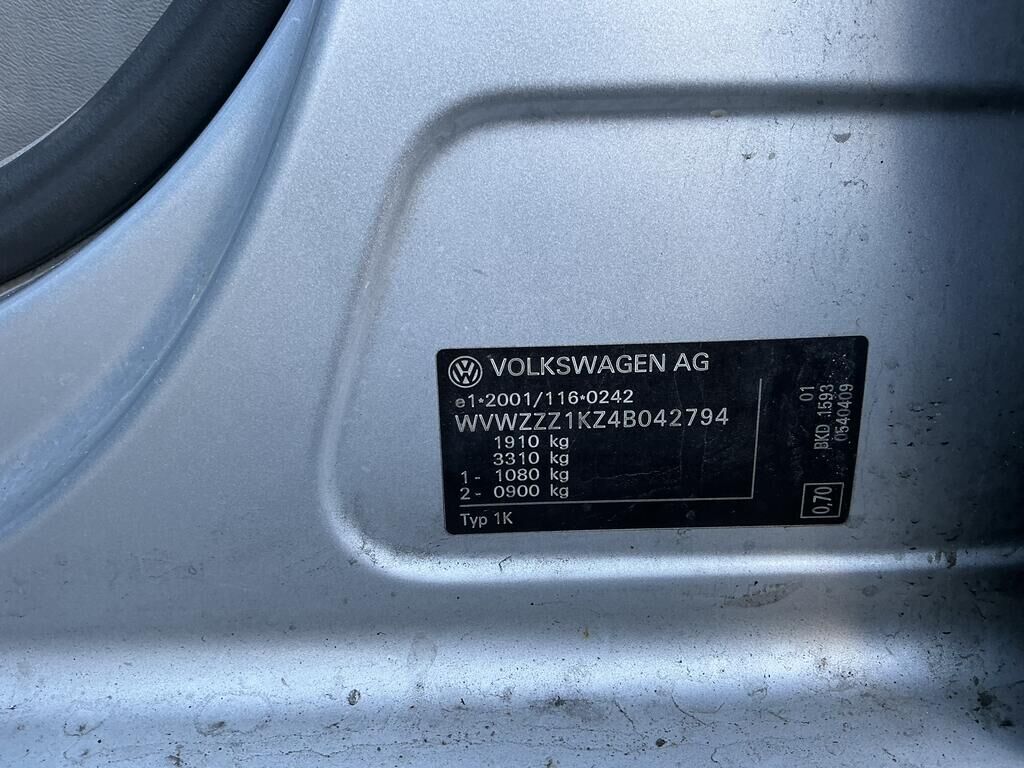 VOLKSWAGEN AG
e1*2001/116*0242
WVWZZZ1KZ4B042794
1910 kg
3310 kg
1- 1080 kg
2- 0900 kg
Typ 1K
01
BKD 1593
0540409
0,70